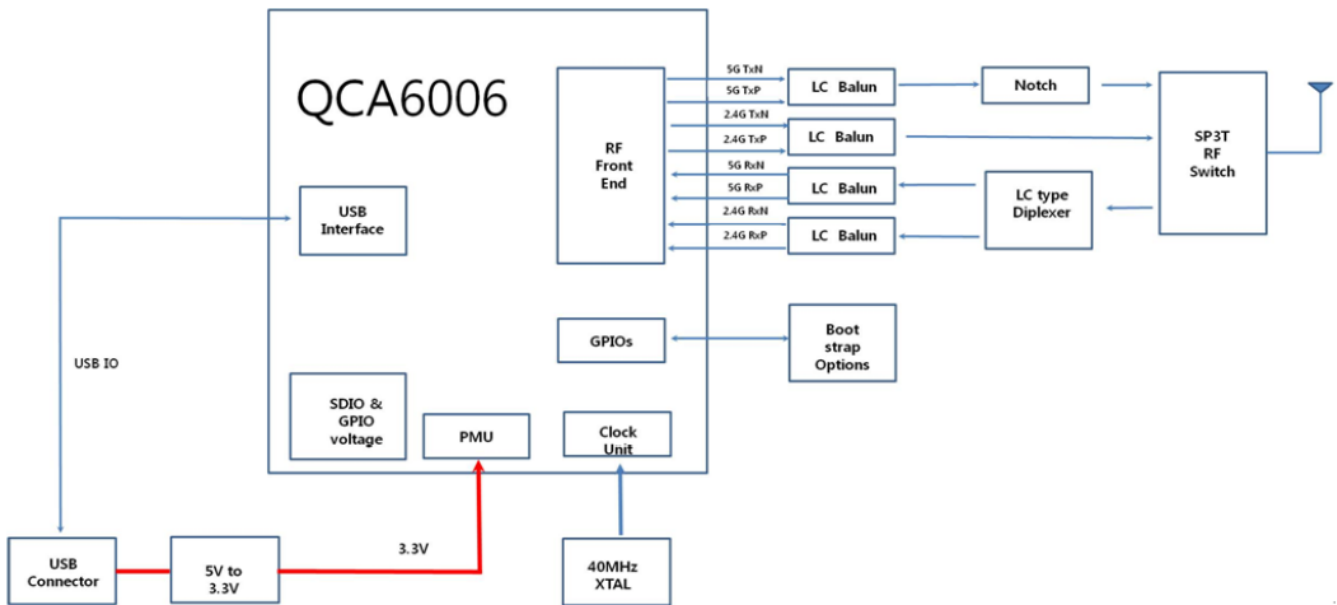 QCA6006
RF
Front
End
5G TxN
5G TxP
2.4G TxN
2.4G TxP
5G RxN
5G RxP
2.4G RxN
2.4G RxP
LC Balun
LC Balun
LC Balun
LC Balun
Notch
LC type
Diplexer
SP3T
RF
Switch
USB
Interface
GPIOs
Boot
strap
Options
USB IO
SDIO &
GPIO
voltage
PMU
Clock
Unit
USB
Connector
5V to
3.3V
3.3V
40MHz
XTAL